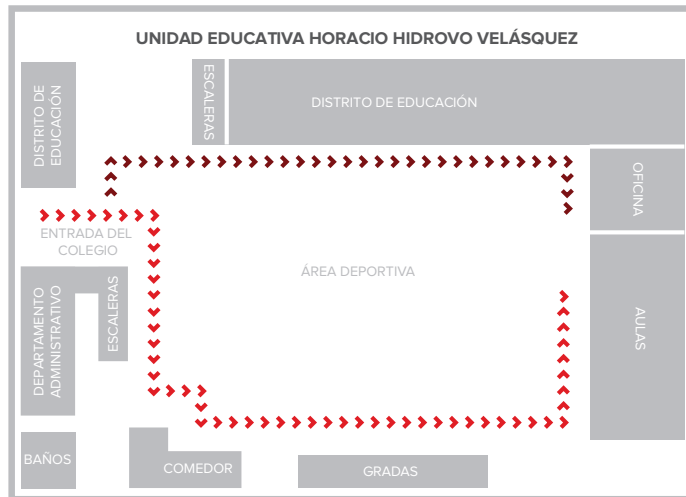 UNIDAD EDUCATIVA HORACIO HIDROVO VELÁSQUEZ
DISTRITO DE
EDUCACIÓN
ESCALERAS
DISTRITO DE EDUCACIÓN
OFICINA
ENTRADA DEL
COLEGIO
ÁREA DEPORTIVA
DEPARTAMENTO
ADMINISTRATIVO
ESCALERAS
AULAS
BAÑOS
COMEDOR
GRADAS